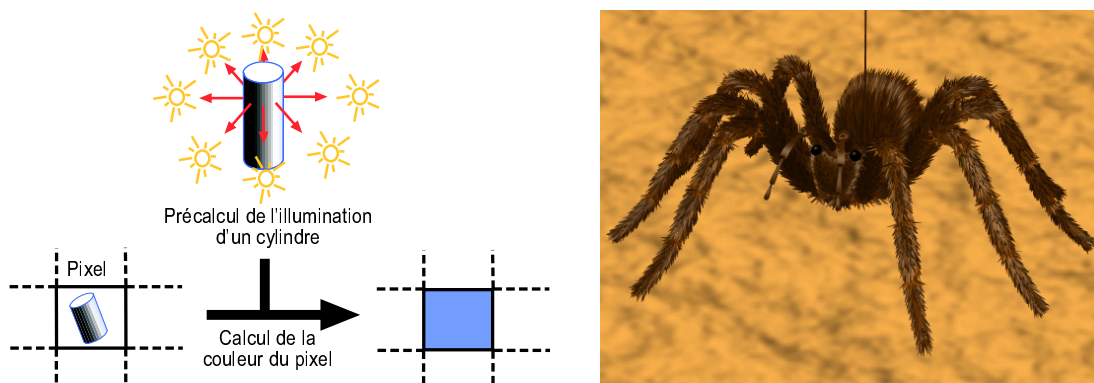 Précalcul de l'illumination
d'un cylindre
Pixel
Calcul de la
couleur du pixel